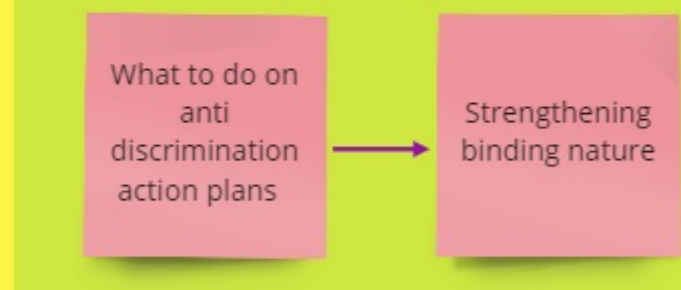 What to do on
anti
discrimination
action plans
Strengthening
binding nature